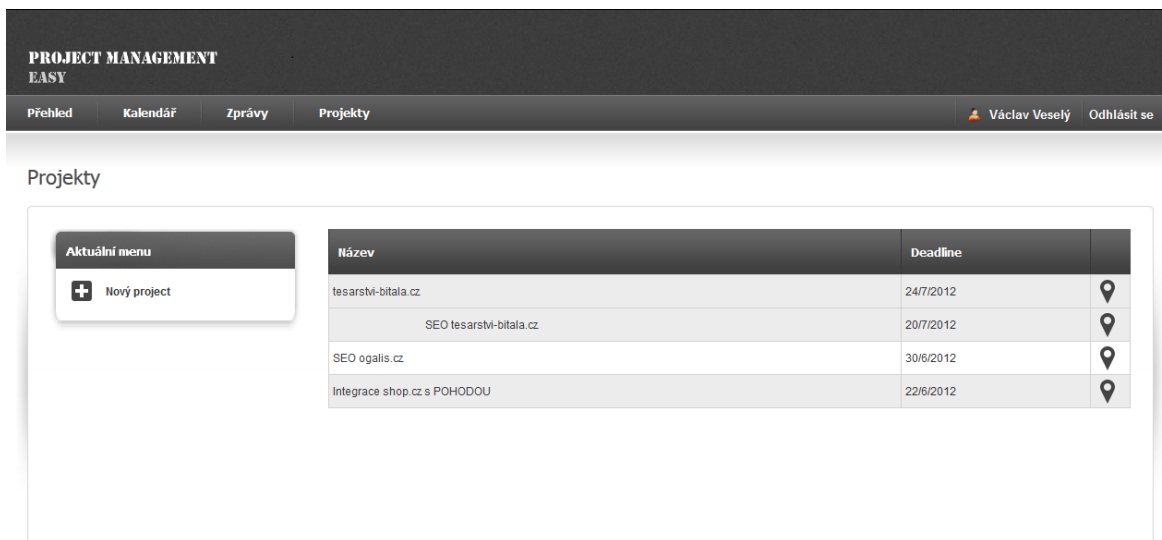 PROJECT MANAGEMENT
EASY
Přehled Kalendář Zprávy Projekty Václav Veselý Odhlásit se
Projekty
Aktuální menu
Nový project
Název Deadline
tesarstvi-bitala.cz 24/7/2012
SEO tesarstvi-bitala.cz 20/7/2012
SEO ogalis.cz 30/6/2012
Integrace shop.cz s POHODOU 22/6/2012